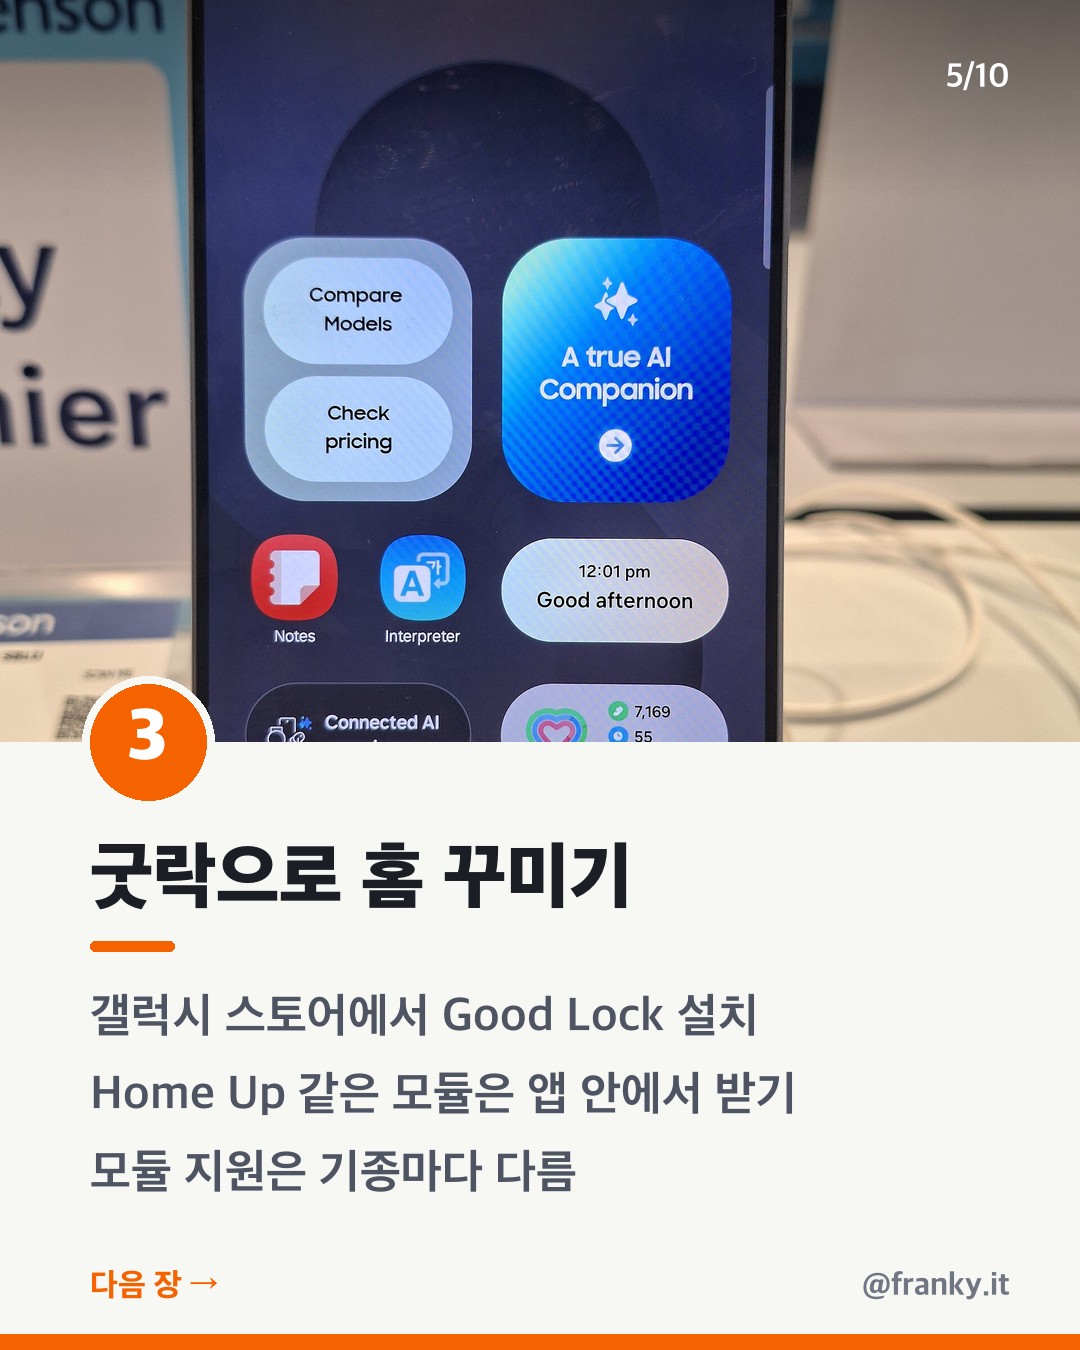 5/10
Compare
Models
Check
pricing
A true AI
Companion
Notes
Interpreter
12:01 pm
Good afternoon
Connected AI
7,169
55
3
굿락으로 홈 꾸미기
갤럭시 스토어에서 Good Lock 설치
Home Up 같은 모듈은 앱 안에서 받기
모듈 지원은 기종마다 다름
다음 장 →
@franky.it